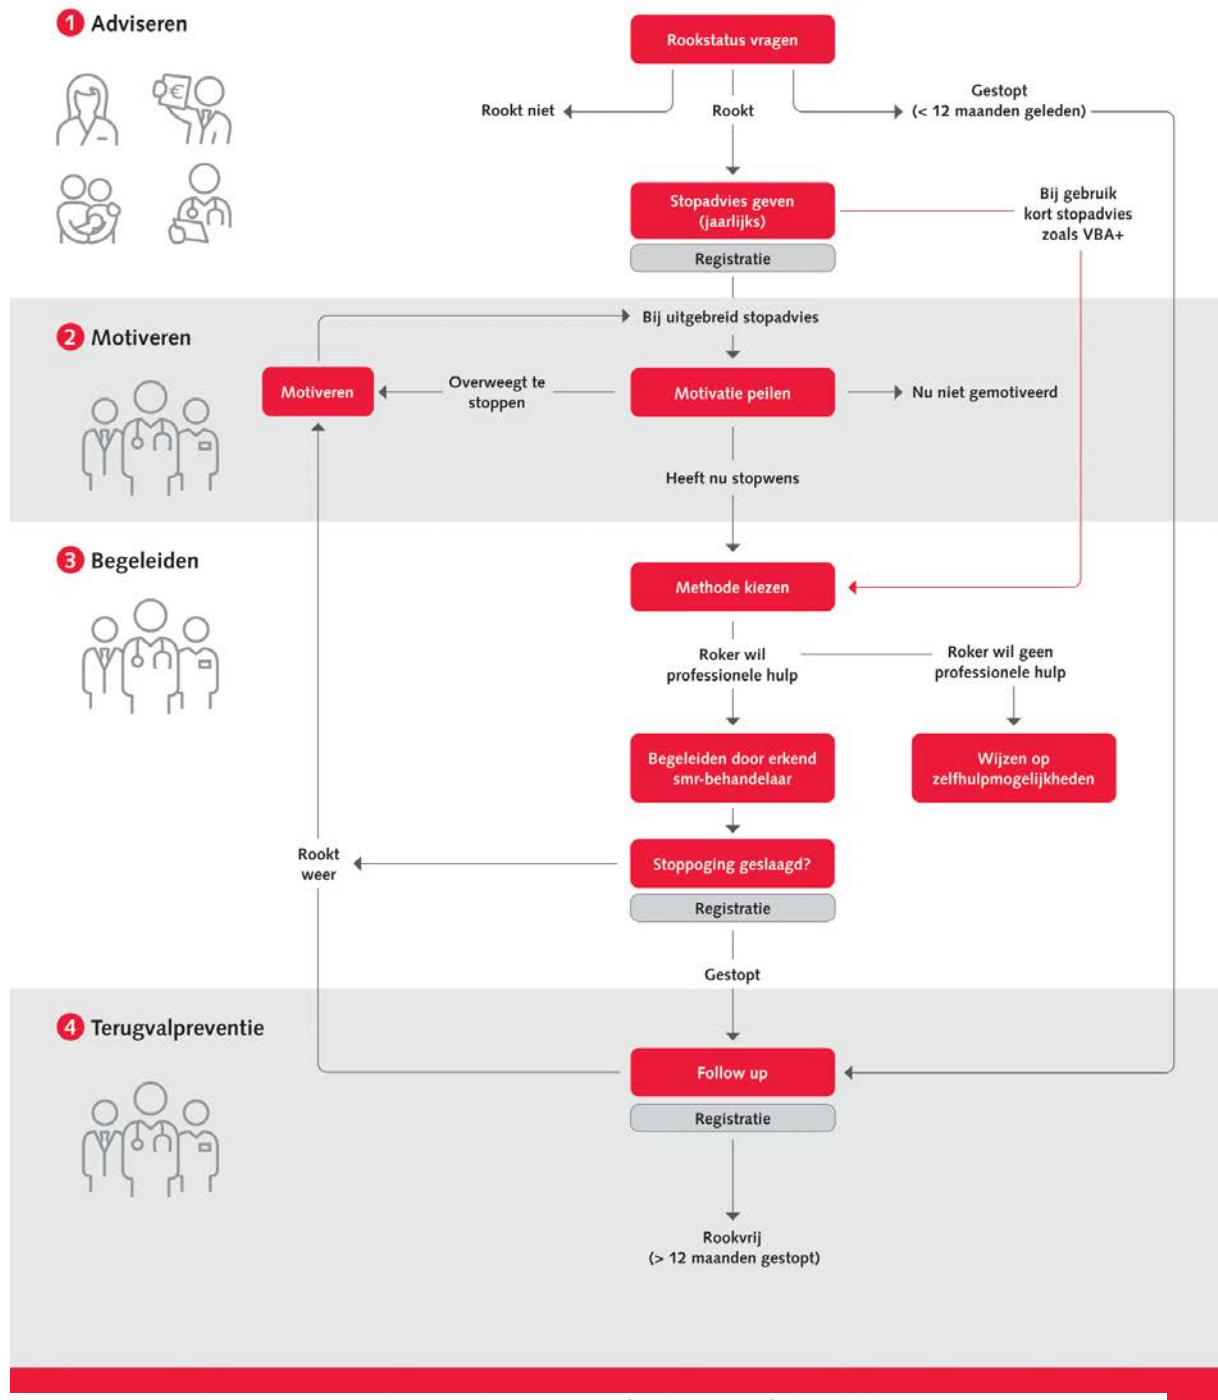 1 Adviseren
Rookstatus vragen
Rookt niet
Rookt
Gestopt
(< 12 maanden geleden)
Stopadvies geven
(jaarlijks)
Registratie
Bij gebruik
kort stopadvies
zoals VBA+
2 Motiveren
Bij uitgebreid stopadvies
Motiveren
Overweegt te
stoppen
Motivatie peilen
Nu niet gemotiveerd
Heeft nu stopwens
3 Begeleiden
Methode kiezen
Roker wil
professionele hulp
Roker wil geen
professionele hulp
Begeleiden door erkend
smr-behandelaar
Wijzen op
zelfhulpmogelijkheden
Rookt
weer
Stoppoging geslaagd?
Registratie
Gestopt
4 Terugvalpreventie
Follow up
Registratie
Rookvrij
(> 12 maanden gestopt)
€